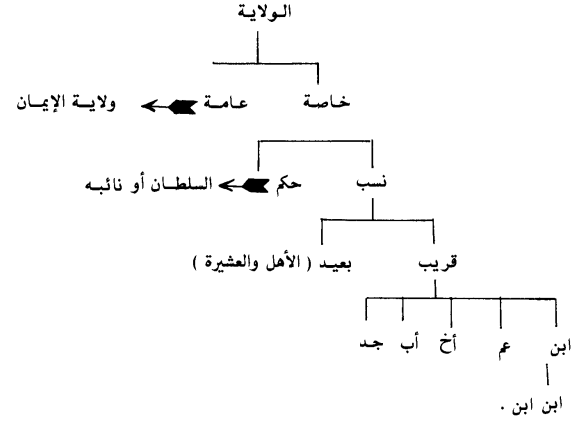 الولاية
خاصة عامة ولاية الإيمان
نسب حكم السلطان أو نائبه
قريب بعيد ( الأهل والعشيرة )
ابن عم أخ أب جد
ابن ابن .